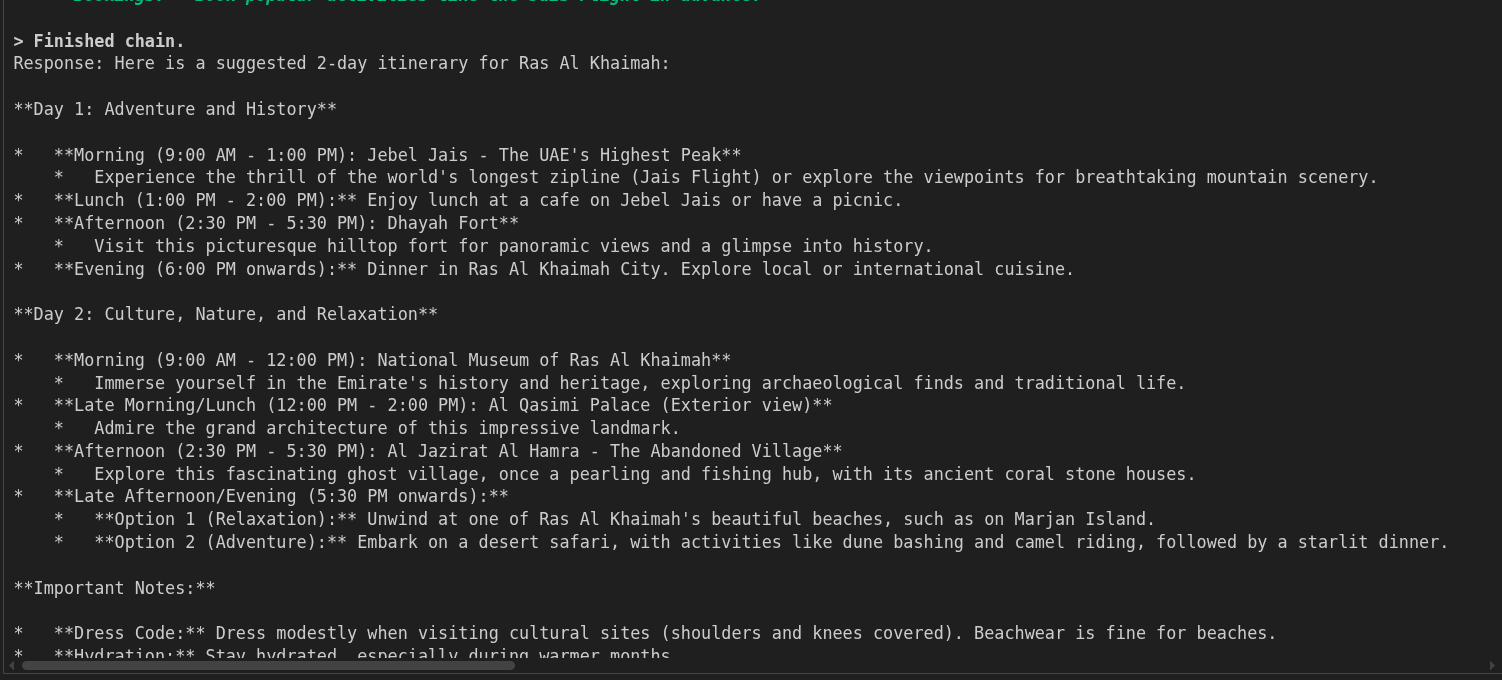 > Finished chain.
Response: Here is a suggested 2-day itinerary for Ras Al Khaimah:
**Day 1: Adventure and History**
*   **Morning (9:00 AM - 1:00 PM): Jebel Jais - The UAE's Highest Peak**
    *   Experience the thrill of the world's longest zipline (Jais Flight) or explore the viewpoints for breathtaking mountain scenery.
*   **Lunch (1:00 PM - 2:00 PM):** Enjoy lunch at a cafe on Jebel Jais or have a picnic.
*   **Afternoon (2:30 PM - 5:30 PM): Dhayah Fort**
    *   Visit this picturesque hilltop fort for panoramic views and a glimpse into history.
*   **Evening (6:00 PM onwards):** Dinner in Ras Al Khaimah City. Explore local or international cuisine.
**Day 2: Culture, Nature, and Relaxation**
*   **Morning (9:00 AM - 12:00 PM): National Museum of Ras Al Khaimah**
    *   Immerse yourself in the Emirate's history and heritage, exploring archaeological finds and traditional life.
*   **Late Morning/Lunch (12:00 PM - 2:00 PM): Al Qasimi Palace (Exterior view)**
    *   Admire the grand architecture of this impressive landmark.
*   **Afternoon (2:30 PM - 5:30 PM): Al Jazirat Al Hamra - The Abandoned Village**
    *   Explore this fascinating ghost village, once a pearling and fishing hub, with its ancient coral stone houses.
*   **Late Afternoon/Evening (5:30 PM onwards):**
    *   **Option 1 (Relaxation):** Unwind at one of Ras Al Khaimah's beautiful beaches, such as on Marjan Island.
    *   **Option 2 (Adventure):** Embark on a desert safari, with activities like dune bashing and camel riding, followed by a starlit dinner.
**Important Notes:**
*   **Dress Code:** Dress modestly when visiting cultural sites (shoulders and knees covered). Beachwear is fine for beaches.
*   **Hydration:** Stay hydrated, especially during warmer months